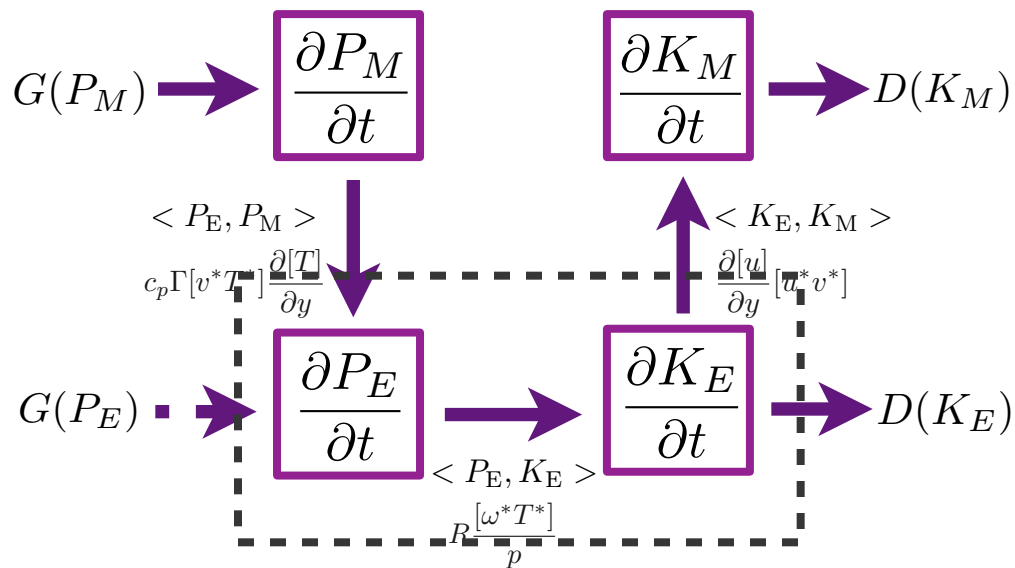 G(P_M) ∂P_M/∂t ∂K_M/∂t D(K_M)
< P_E, P_M > < K_E, K_M >
c_pΓ[v*T*] ∂[T]/∂y ∂[u]/∂y [u*v*]
G(P_E) ∂P_E/∂t ∂K_E/∂t D(K_E)
< P_E, K_E >
R [ω*T*]/p